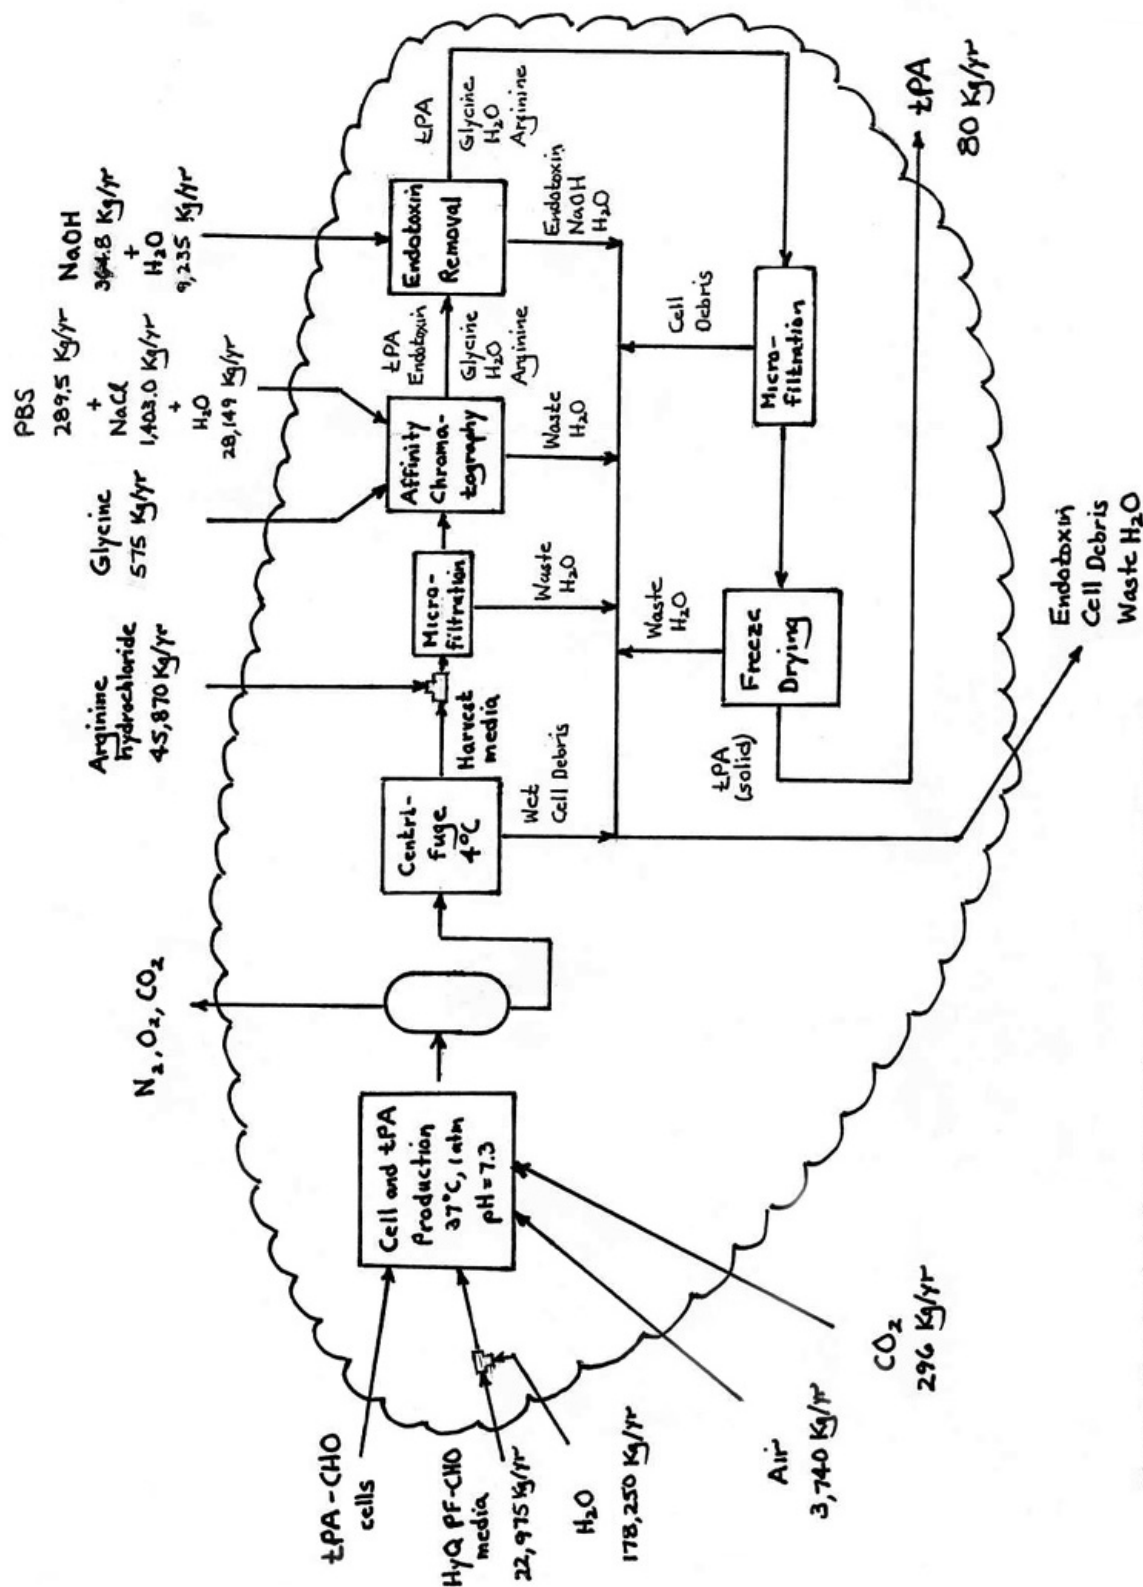 N₂, O₂, CO₂
Arginine
hydrochloride
45,870 Kg/yr
Glycine
575 Kg/yr
PBS
289.5 Kg/yr
+
NaCl
1,403.0 Kg/yr
+
H₂O
28,149 Kg/yr
NaOH
Kg/yr
+
H₂O
9,235 Kg/yr
tPA-CHO
cells
HyQ PF-CHO
media
22,975 Kg/yr
H₂O
178,250 Kg/yr
Air
3,740 Kg/yr
CO₂
296 Kg/yr
Cell and tPA
Production
37°C, 1 atm
pH = 7.3
Centri-
fuge
4°C
Harvest
media
Wet
Cell Debris
Micro-
filtration
Waste
H₂O
Affinity
Chroma-
tography
Waste
H₂O
tPA
Endotoxin
Glycine
H₂O
Arginine
Endotoxin
Removal
Endotoxin
NaOH
H₂O
tPA
Glycine
H₂O
Arginine
Waste
H₂O
Cell
Debris
Freeze
Drying
Micro-
filtration
tPA
(solid)
tPA
80 Kg/yr
Endotoxin
Cell Debris
Waste H₂O